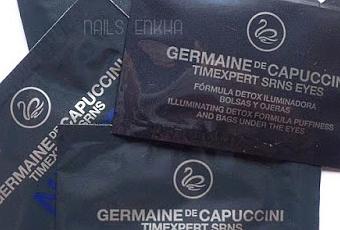 NAILS ENKHA
GERMAINE DE CAPUCCINI
TIMEXPERT SRNS EYES
FÓRMULA DETOX ILUMINADORA
BOLSAS Y OJERAS
ILLUMINATING DETOX FORMULA PUFFINESS
AND BAGS UNDER THE EYES
GERMAINE DE CAPUCCINI
TIMEXPERT SRNS
GERMAINE DE CAPUCCINI
TIMEXPERT SRNS